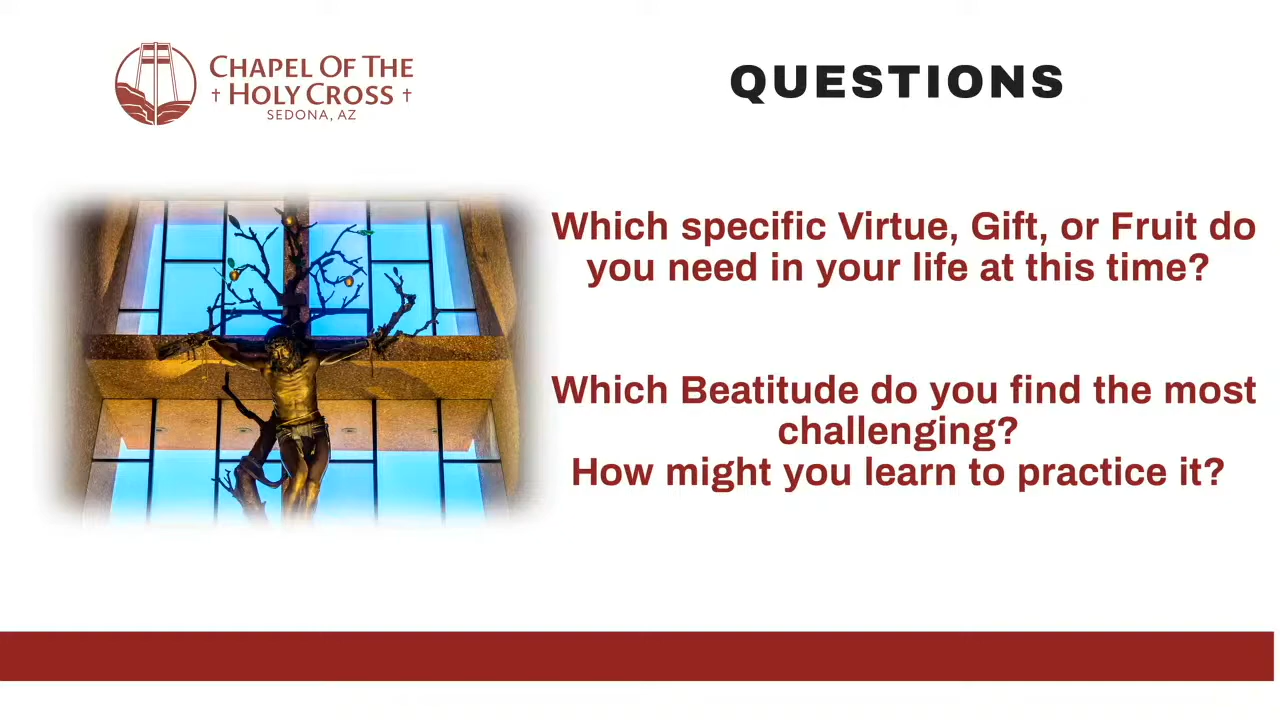 CHAPEL OF THE
† HOLY CROSS †
SEDONA, AZ
QUESTIONS
Which specific Virtue, Gift, or Fruit do
you need in your life at this time?
Which Beatitude do you find the most
challenging?
How might you learn to practice it?